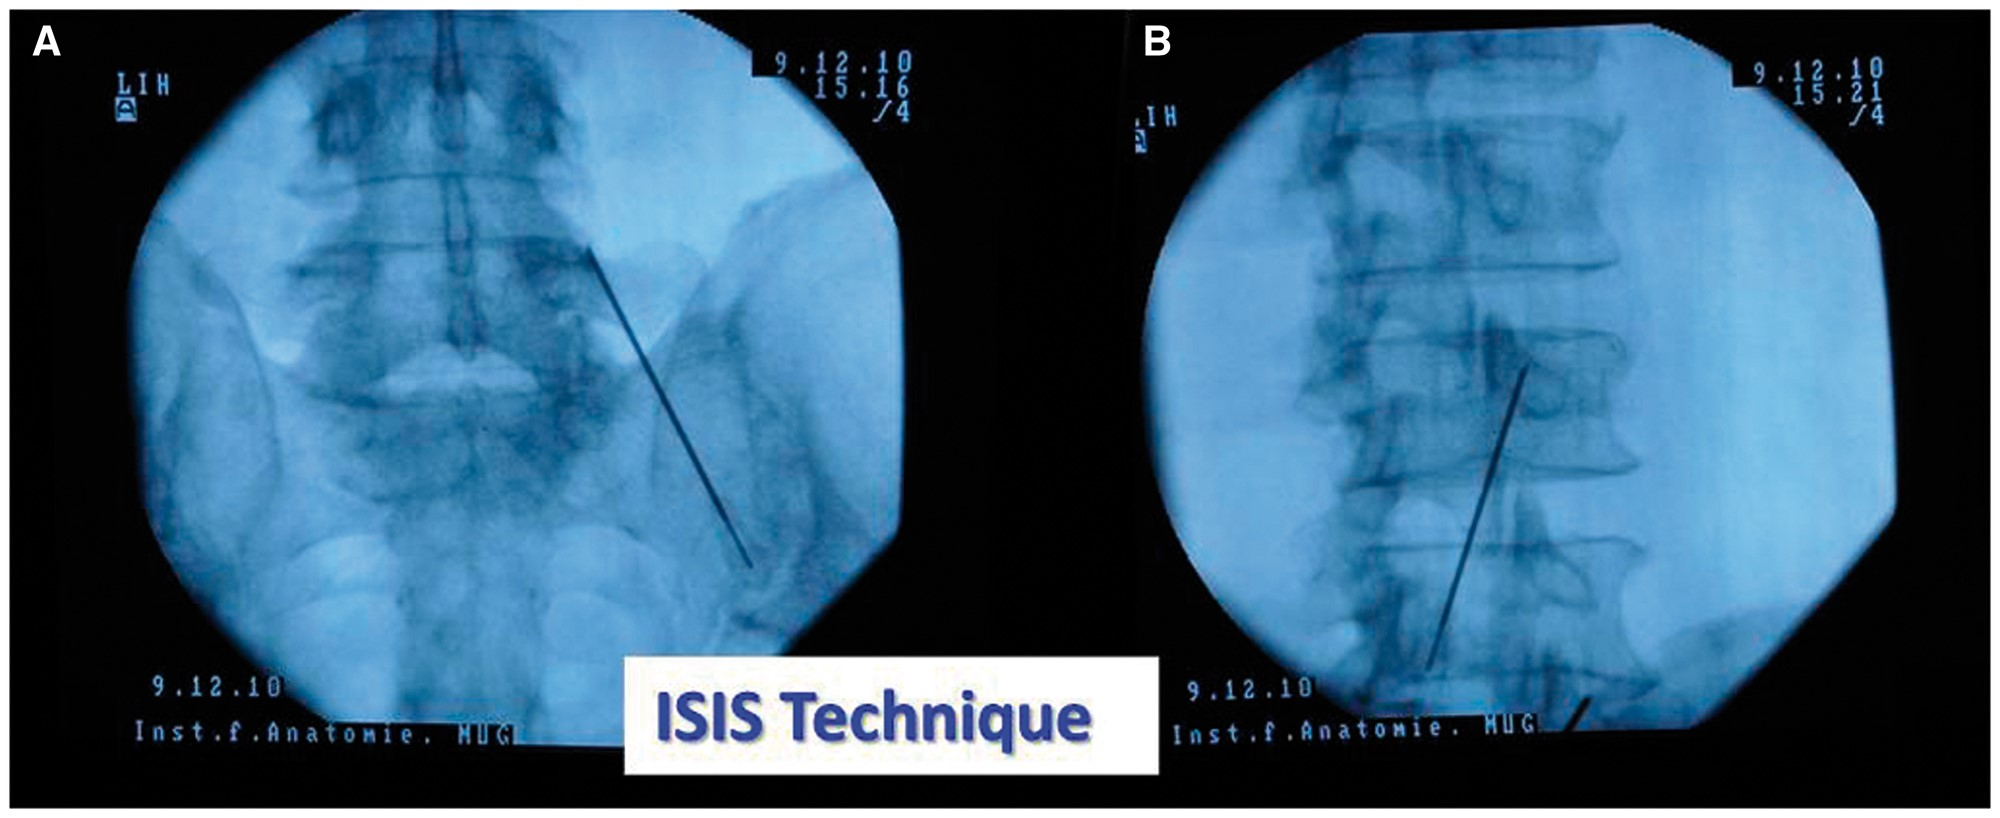 A
LIH
9.12.10
15.16
/4
9.12.10
Inst.f.Anatomie. MUG
B
IH
9.12.10
15.21
/4
9.12.10
Inst.f.Anatomie. MUG
ISIS Technique